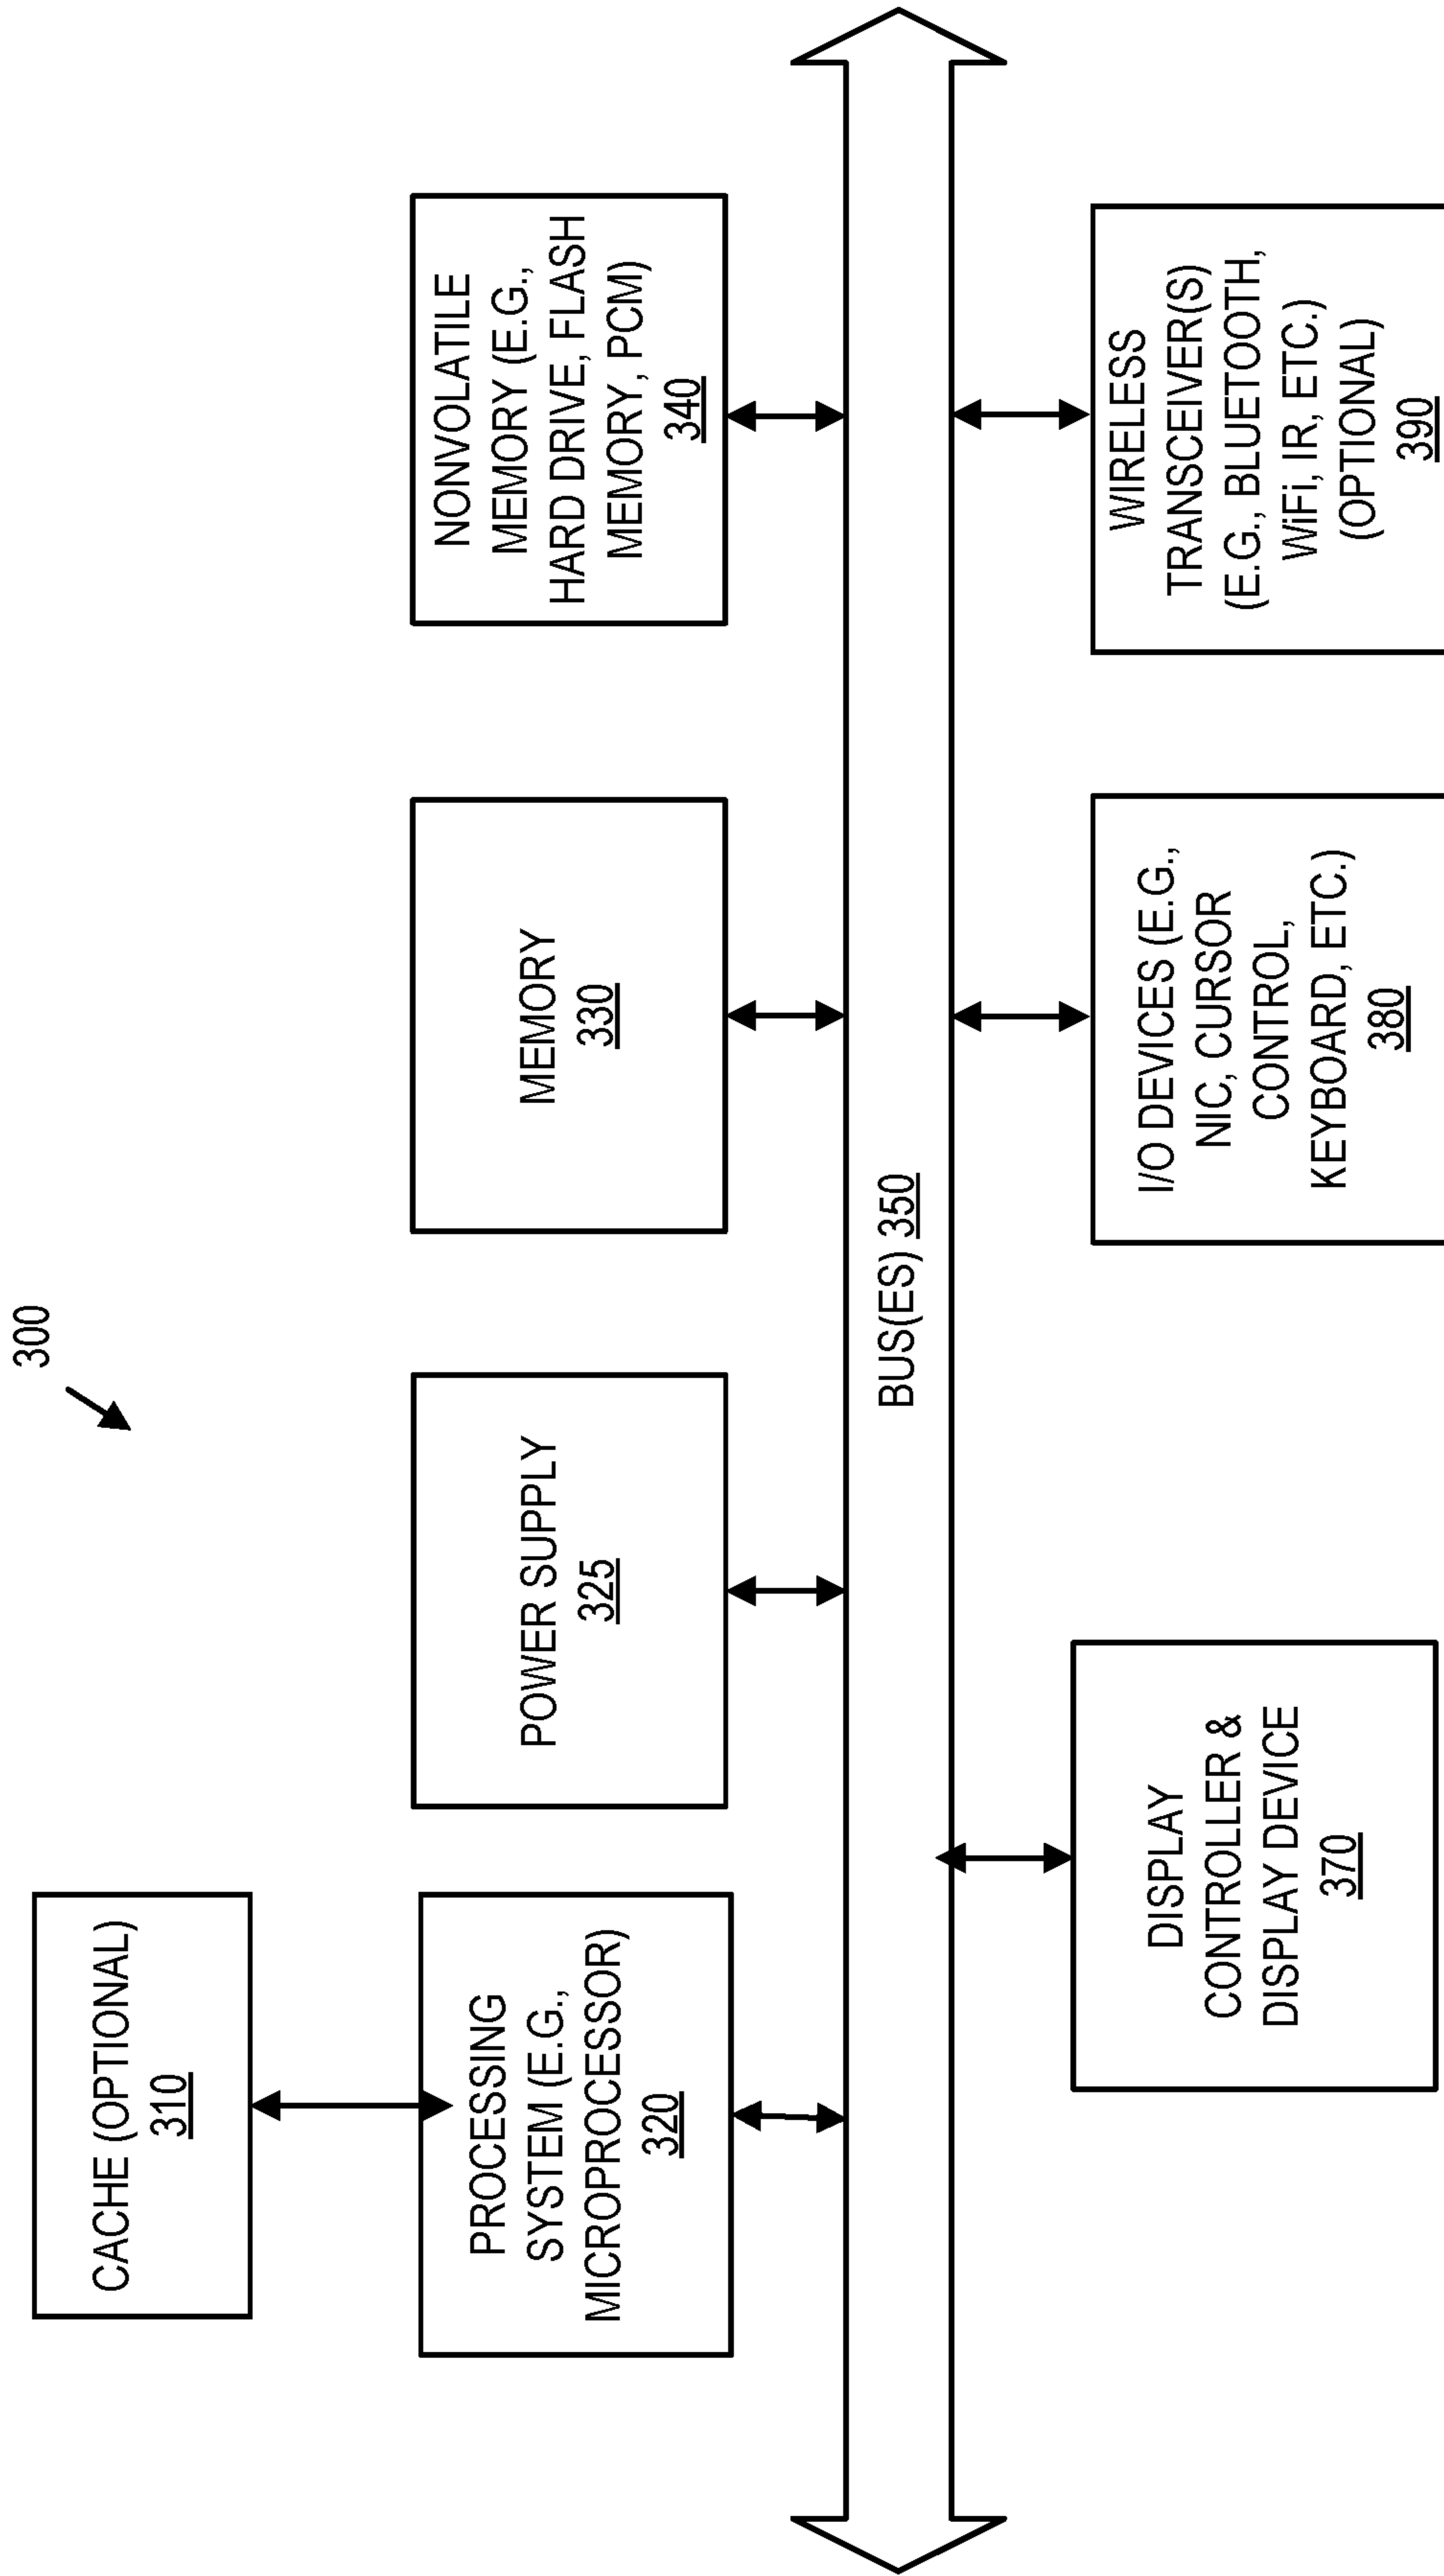 300
CACHE (OPTIONAL)
310
PROCESSING
SYSTEM (E.G.,
MICROPROCESSOR)
320
POWER SUPPLY
325
MEMORY
330
NONVOLATILE
MEMORY (E.G.,
HARD DRIVE, FLASH
MEMORY, PCM)
340
BUS(ES) 350
DISPLAY
CONTROLLER &
DISPLAY DEVICE
370
I/O DEVICES (E.G.,
NIC, CURSOR
CONTROL,
KEYBOARD, ETC.)
380
WIRELESS
TRANSCEIVER(S)
(E.G., BLUETOOTH,
WiFi, IR, ETC.)
(OPTIONAL)
390